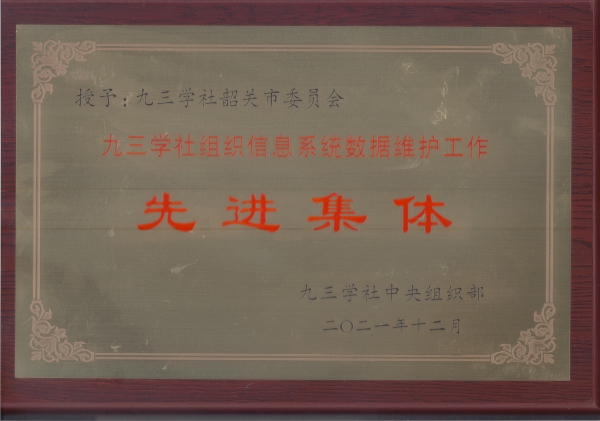 授予：九三学社韶关市委员会
九三学社组织信息系统数据维护工作
先进集体
九三学社中央组织部
二〇二一年十二月